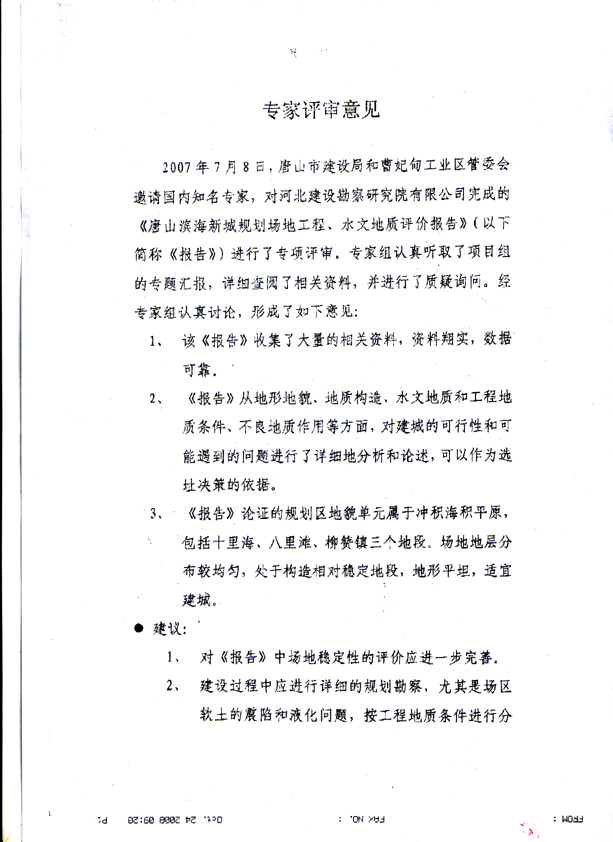 专家评审意见
2007年7月8日，唐山市建设局和曹妃甸工业区管委会
邀请国内知名专家，对河北建设勘察研究院有限公司完成的
《唐山滨海新城规划场地工程、水文地质评价报告》（以下
简称《报告》）进行了专项评审。专家组认真听取了项目组
的专题汇报，详细查阅了相关资料，并进行了质疑询问。经
专家组认真讨论，形成了如下意见：
1、 该《报告》收集了大量的相关资料，资料翔实，数据
可靠。
2、 《报告》从地形地貌、地质构造、水文地质和工程地
质条件、不良地质作用等方面，对建城的可行性和可
能遇到的问题进行了详细地分析和论述，可以作为选
址决策的依据。
3、 《报告》论证的规划区地貌单元属于冲积海积平原，
包括十里海、八里滩、柳赞镇三个地段。场地地层分
布较均匀，处于构造相对稳定地段，地形平坦，适宜
建城。
● 建议：
1、 对《报告》中场地稳定性的评价应进一步完善。
2、 建设过程中应进行详细的规划勘察，尤其是场区
软土的震陷和液化问题，按工程地质条件进行分
FROM : FAX NO. : Oct. 24 2008 09:20 P1